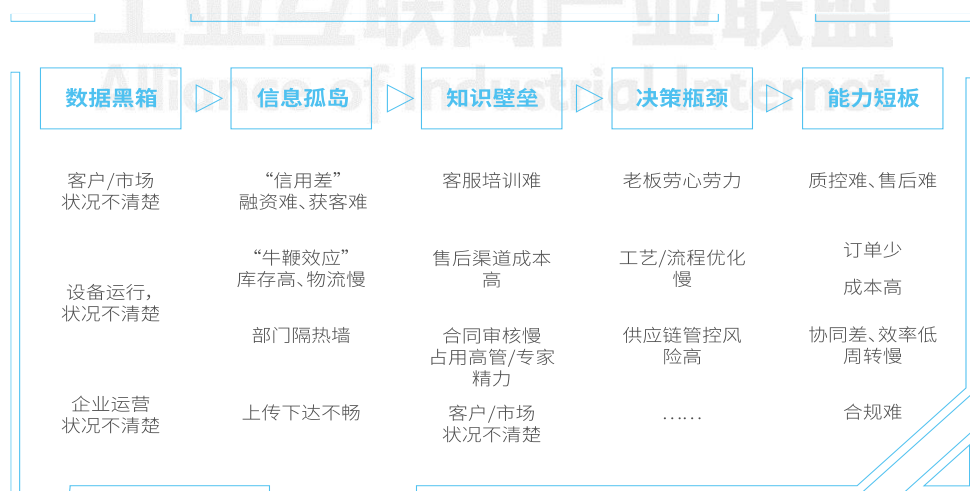 工业互联网产业联盟
Alliance of Industrial Internet
数据黑箱
信息孤岛
知识壁垒
决策瓶颈
能力短板
客户/市场
状况不清楚
设备运行，
状况不清楚
企业运营
状况不清楚
“信用差”
融资难、获客难
“牛鞭效应”
库存高、物流慢
部门隔热墙
上传下达不畅
客服培训难
售后渠道成本
高
合同审核慢
占用高管/专家
精力
客户/市场
状况不清楚
老板劳心劳力
工艺/流程优化
慢
供应链管控风
险高
……
质控难、售后难
订单少
成本高
协同差、效率低
周转慢
合规难